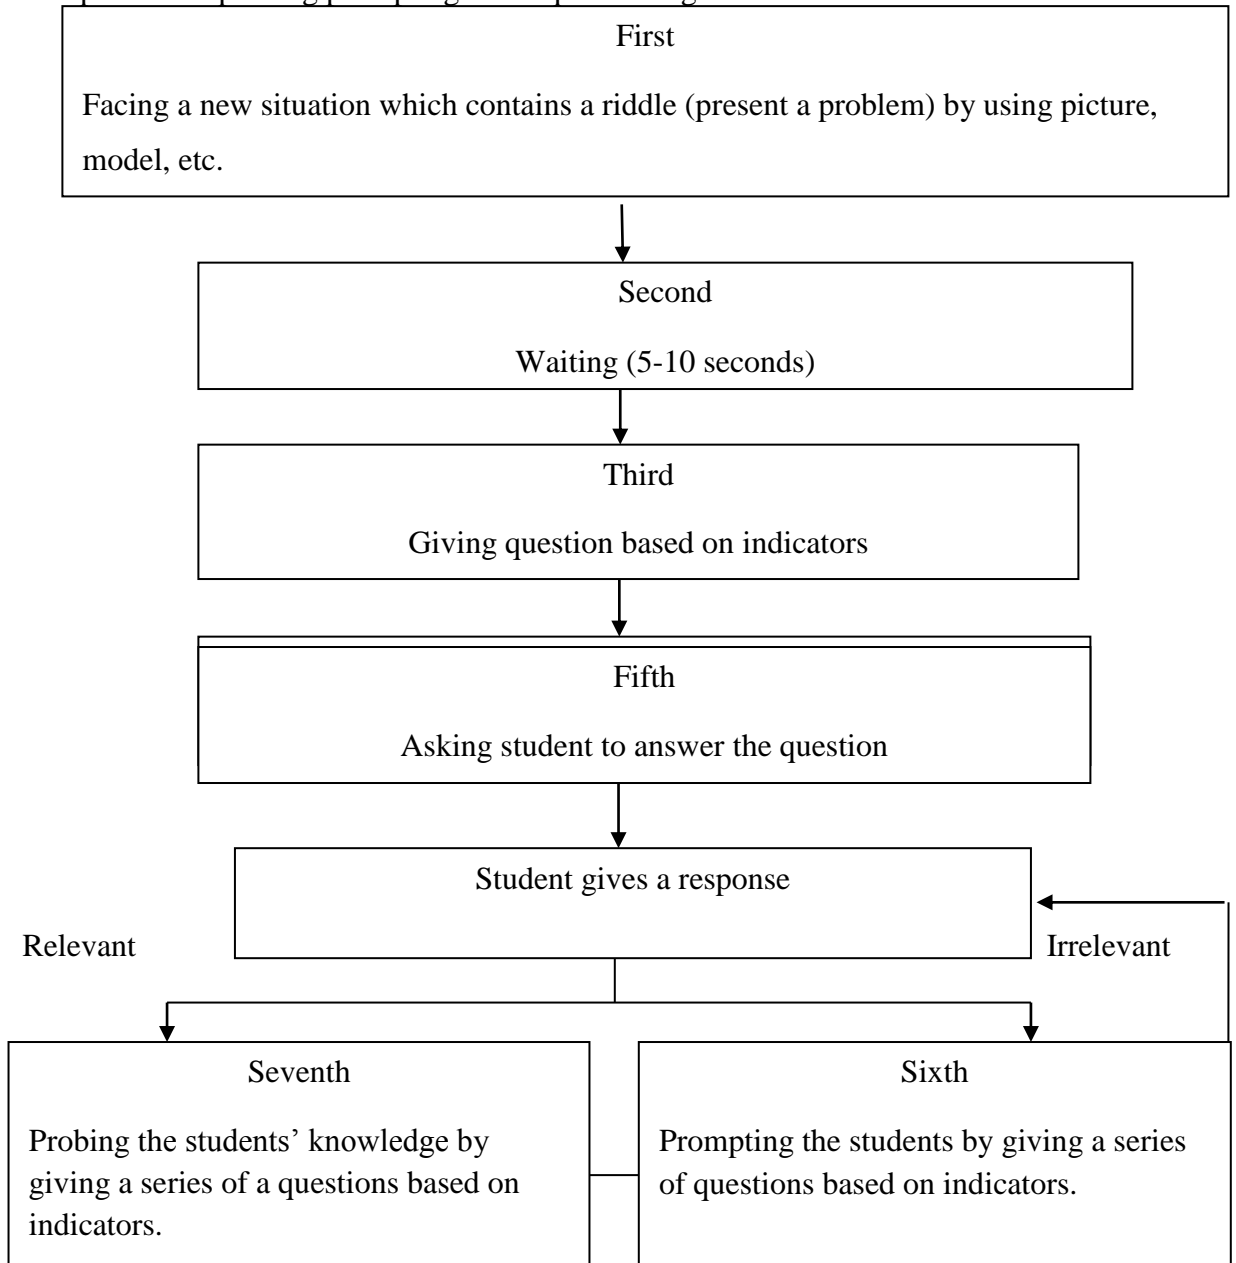 First
Facing a new situation which contains a riddle (present a problem) by using picture,
model, etc.
Second
Waiting (5-10 seconds)
Third
Giving question based on indicators
Fifth
Asking student to answer the question
Student gives a response
Relevant
Irrelevant
Seventh
Probing the students’ knowledge by
giving a series of a questions based on
indicators.
Sixth
Prompting the students by giving a series
of questions based on indicators.